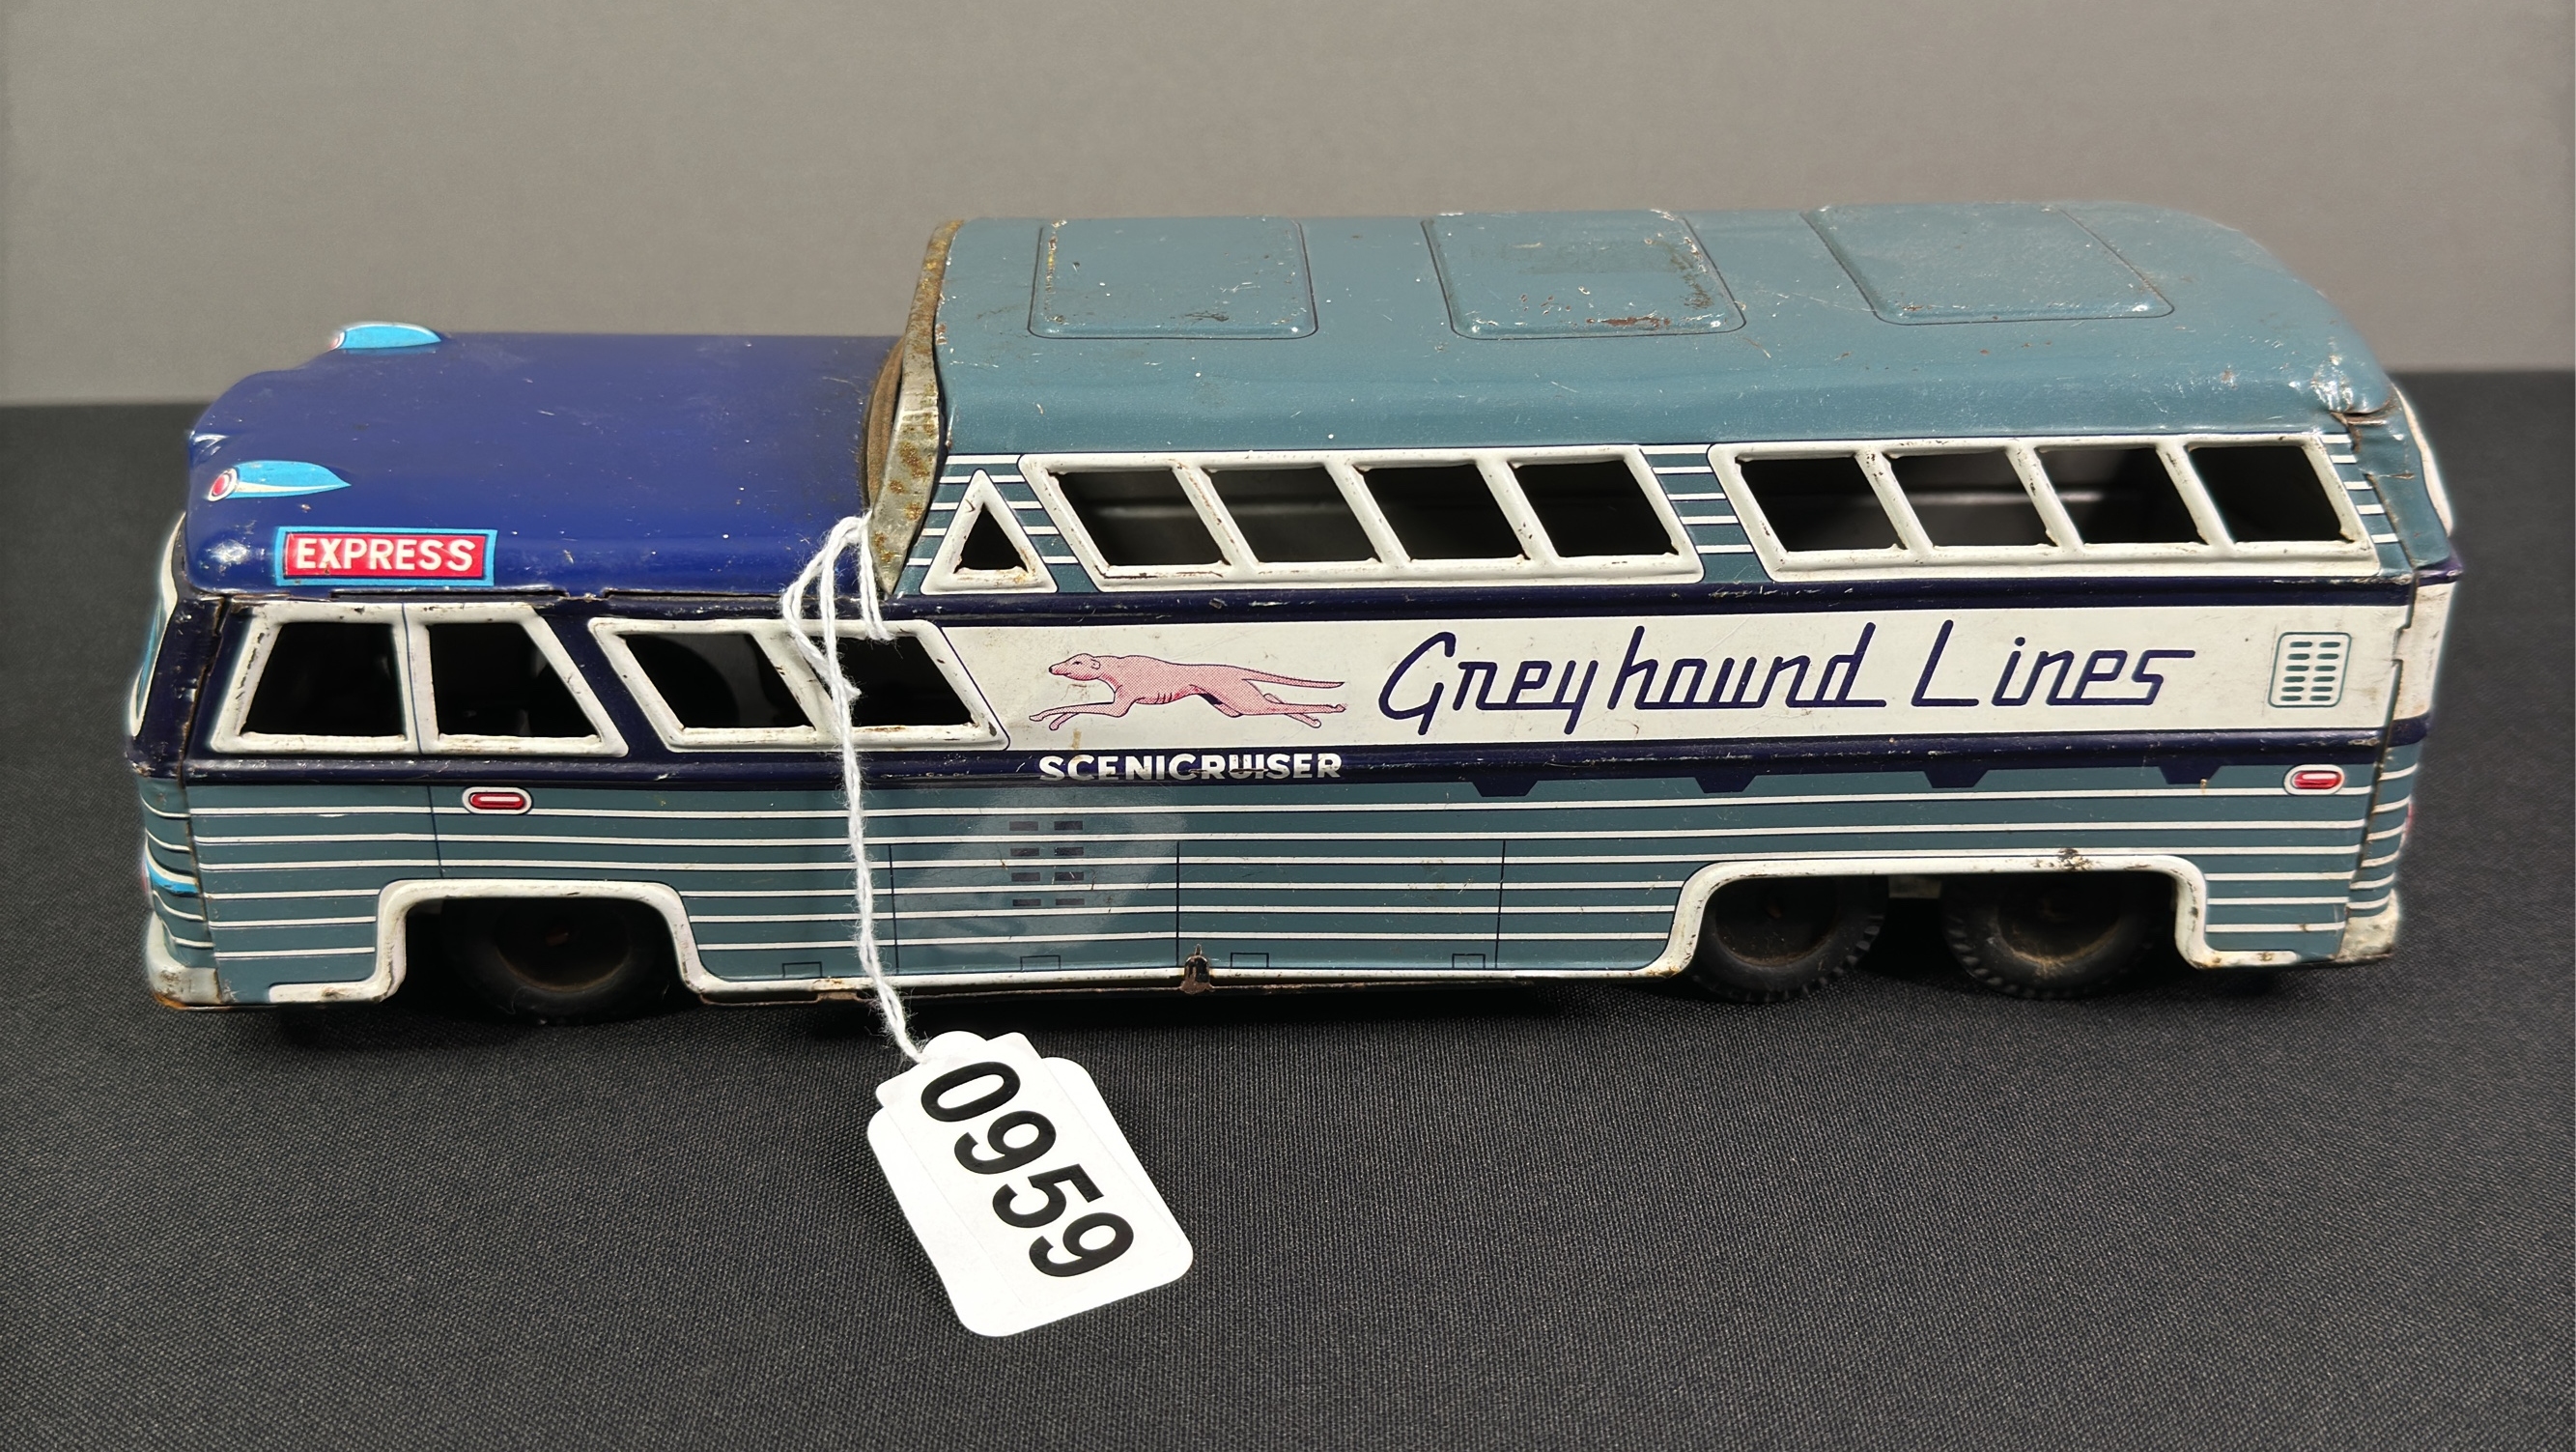 EXPRESS
Greyhound Lines
SCENICRUISER
0959